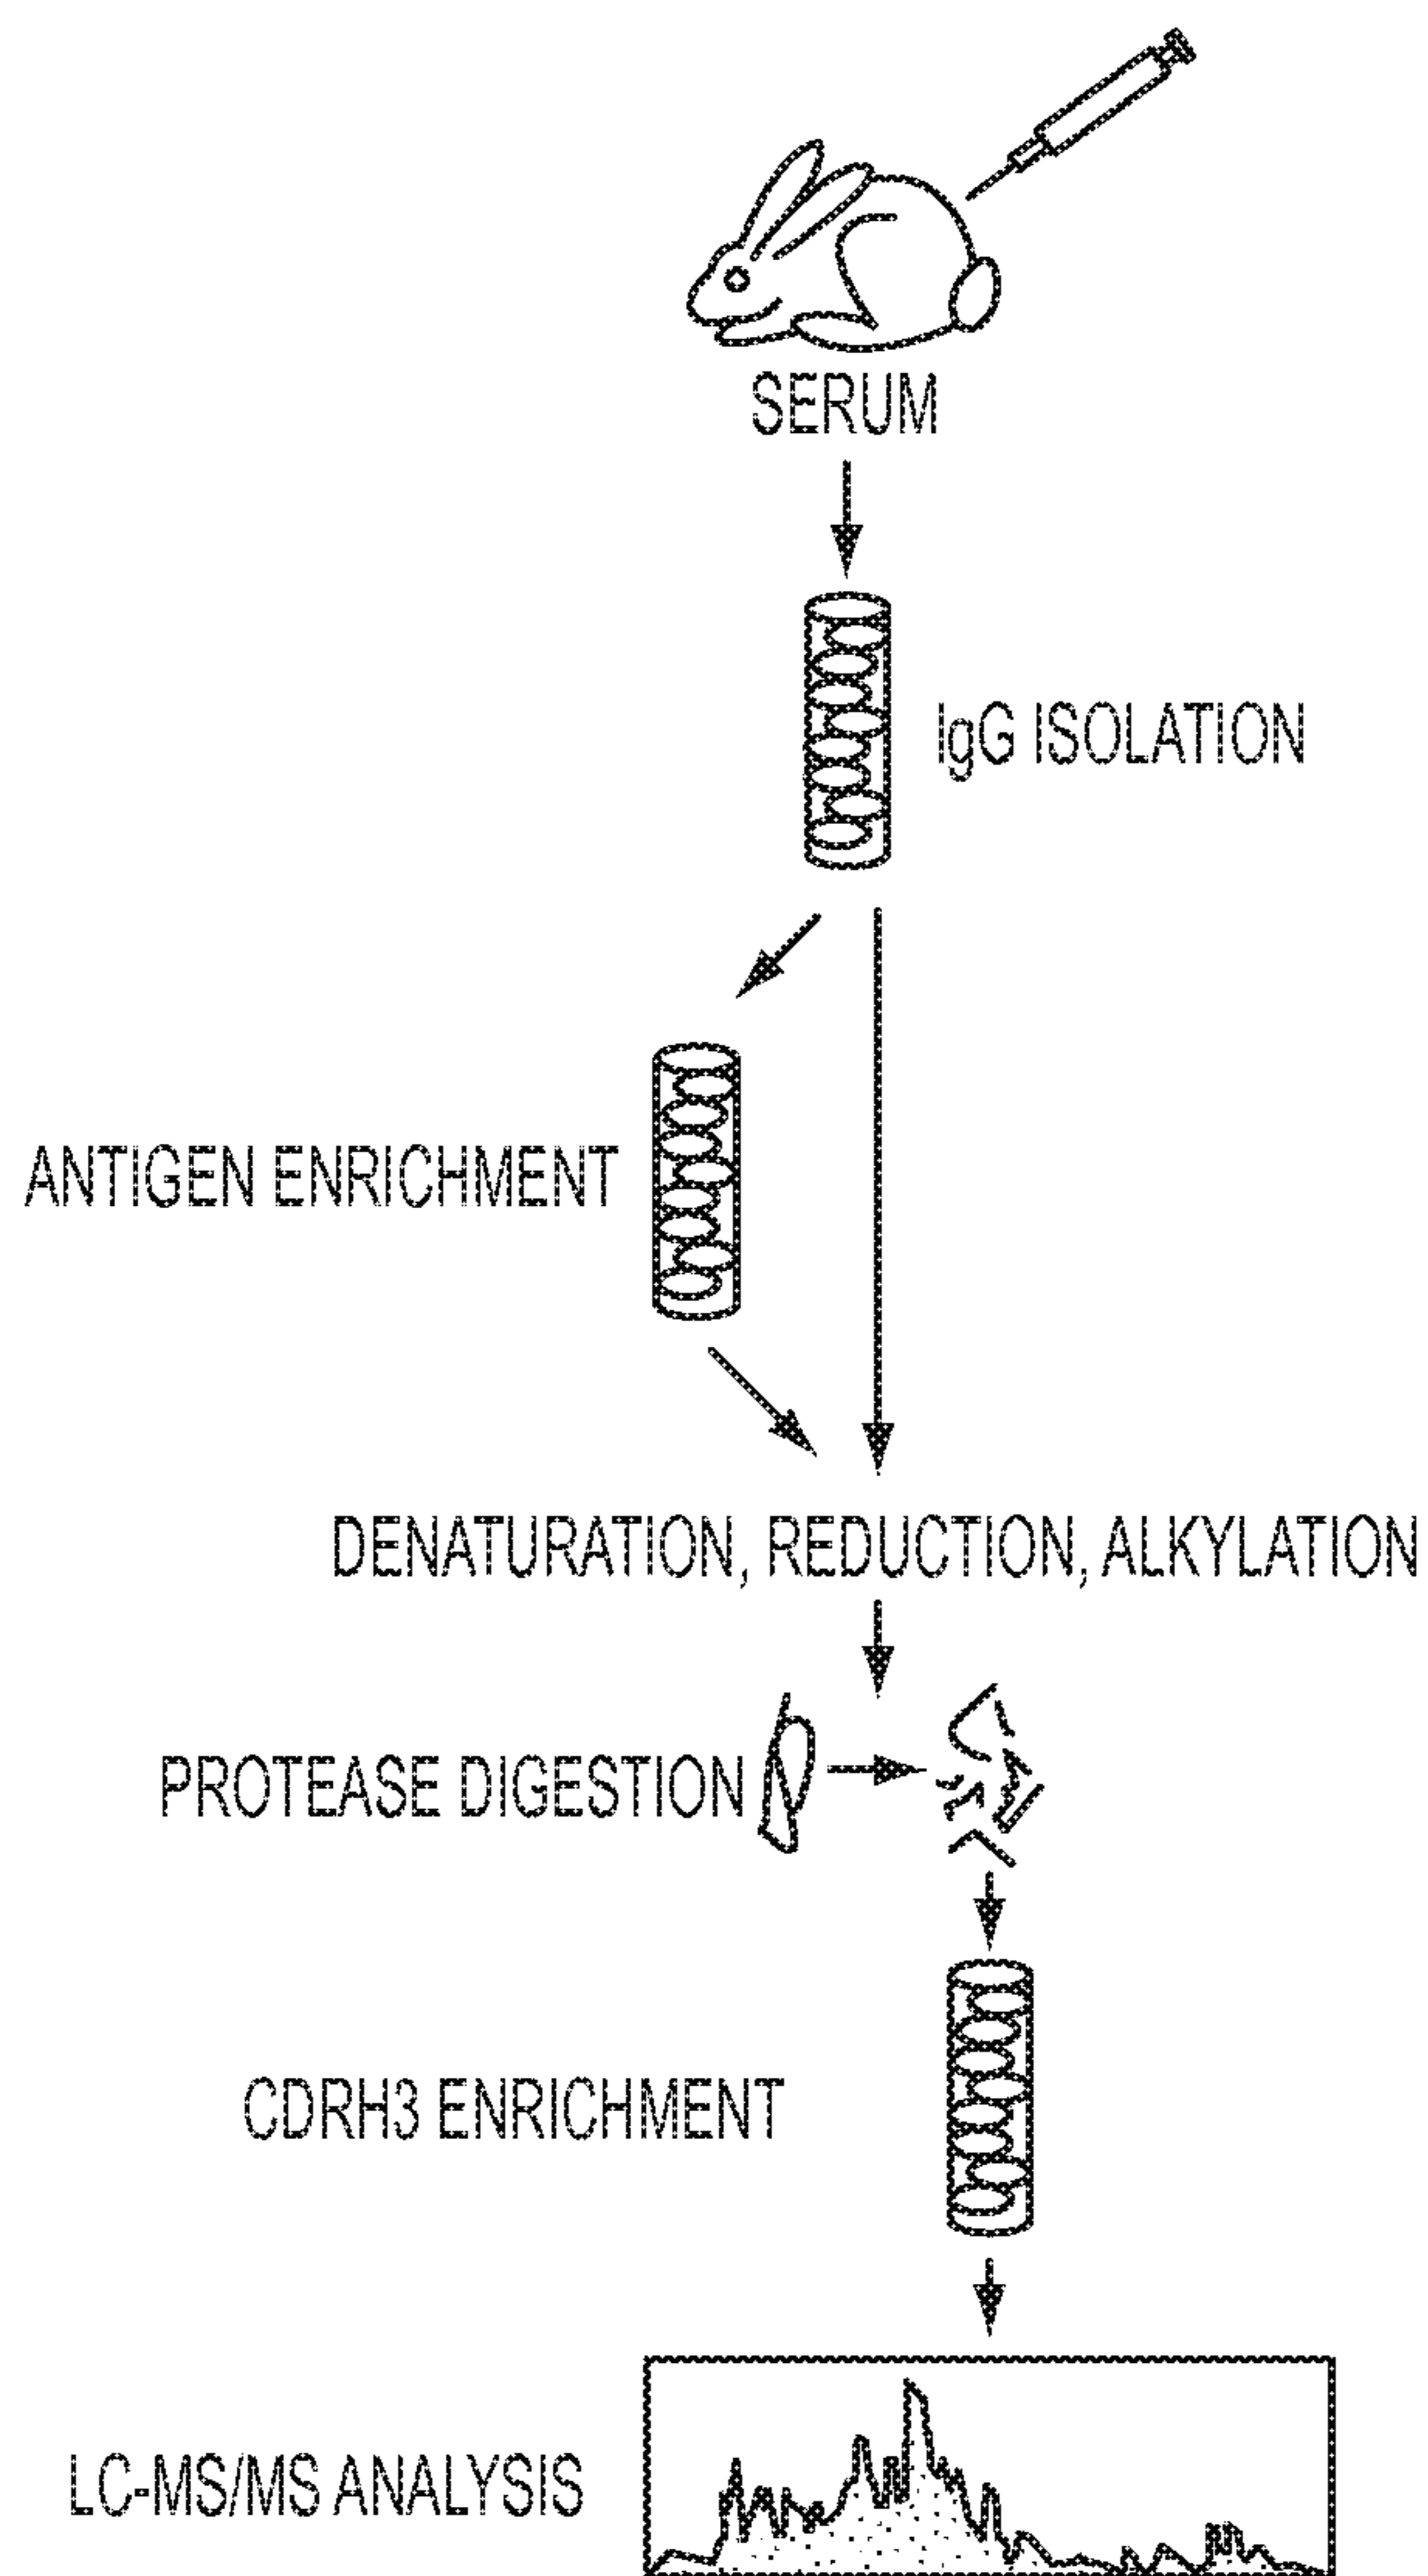 SERUM
IgG ISOLATION
ANTIGEN ENRICHMENT
DENATURATION, REDUCTION, ALKYLATION
PROTEASE DIGESTION
CDRH3 ENRICHMENT
LC-MS/MS ANALYSIS